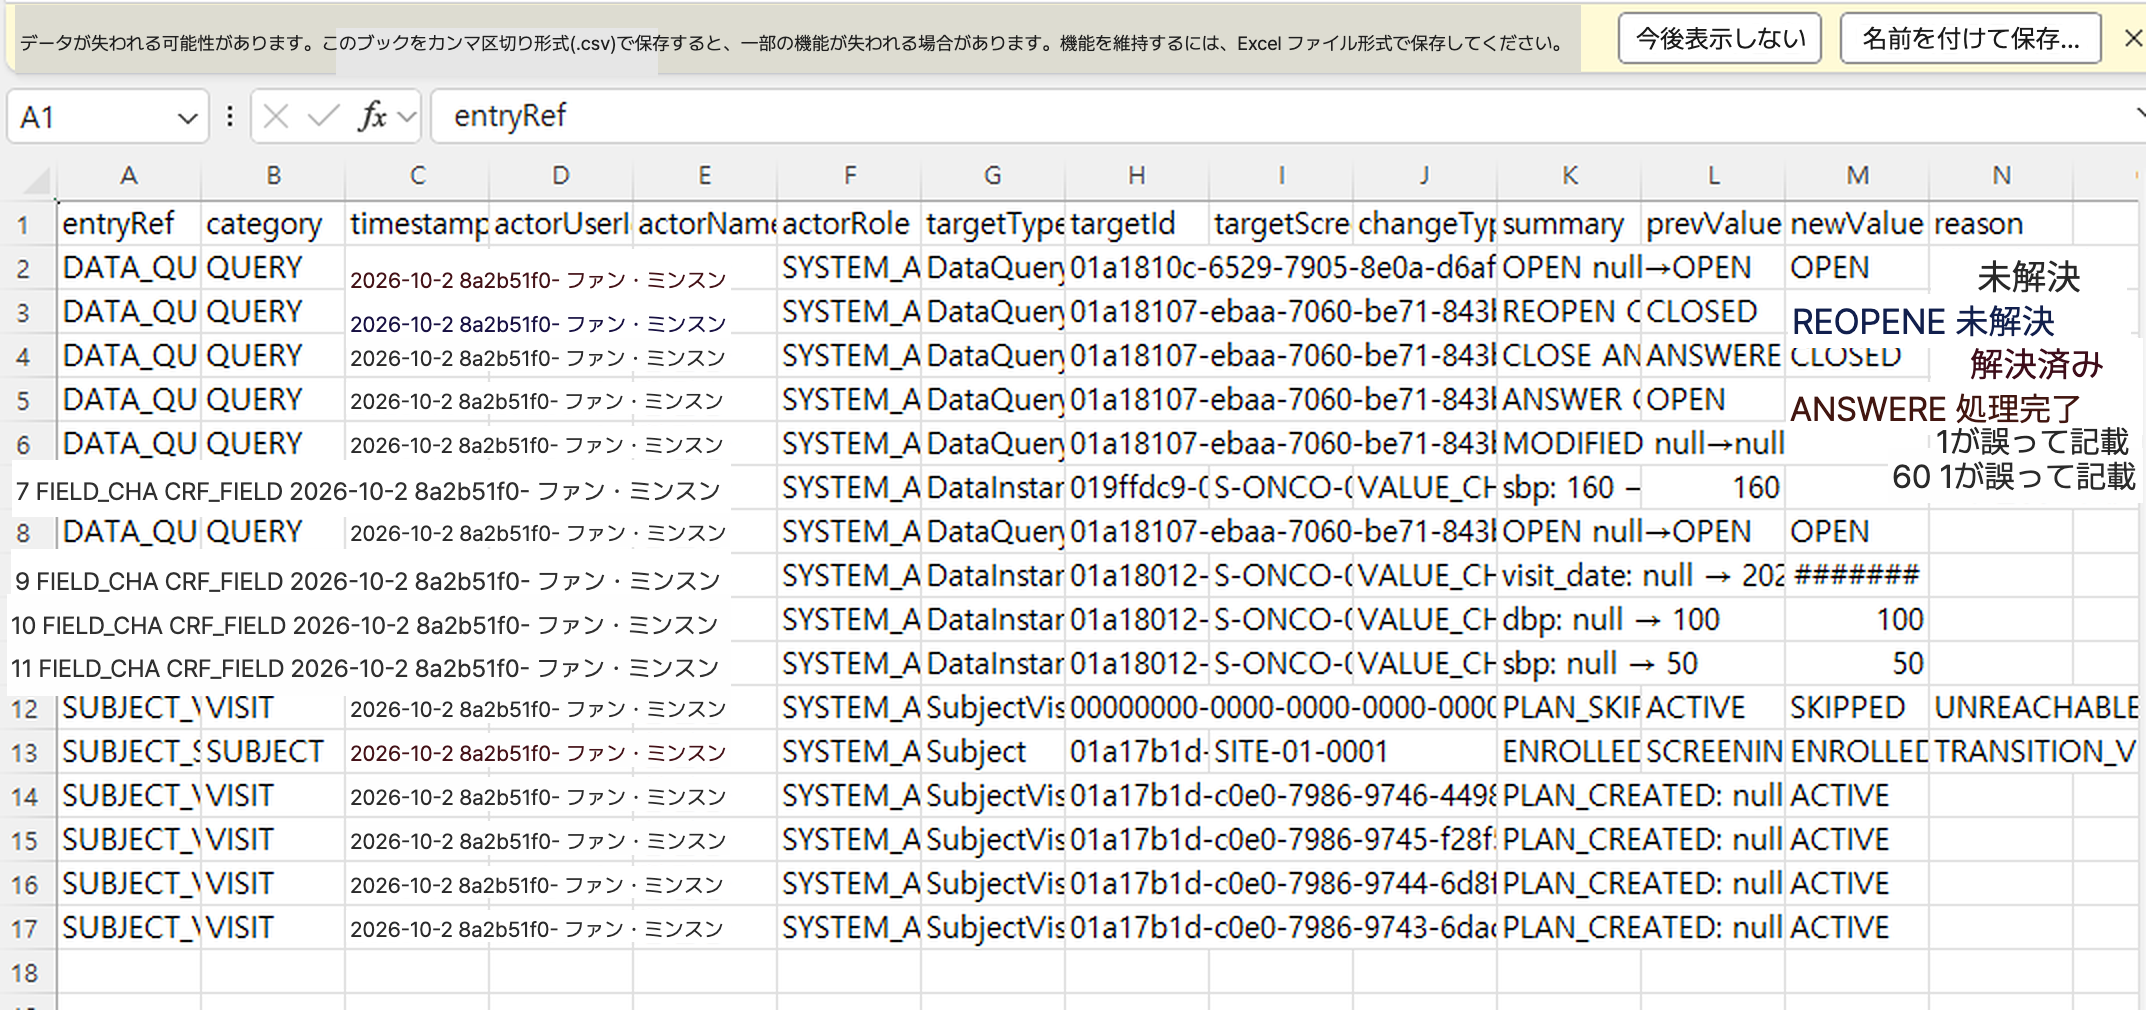 データが失われる可能性があります。このブックをカンマ区切り形式(.csv)で保存すると、一部の機能が失われる場合があります。機能を維持するには、Excel ファイル形式で保存してください。 今後表示しない 名前を付けて保存...
A1 fx entryRef
A B C D E F G H I J K L M N
1 entryRef category timestamp actorUserI actorName actorRole targetType targetId targetScre changeTyp summary prevValue newValue reason
2 DATA_QU QUERY 2026-10-2 8a2b51f0- ファン・ミンスン SYSTEM_A DataQuery 01a1810c-6529-7905-8e0a-d6af OPEN null→OPEN OPEN 未解決
3 DATA_QU QUERY 2026-10-2 8a2b51f0- ファン・ミンスン SYSTEM_A DataQuery 01a18107-ebaa-7060-be71-843b REOPEN C CLOSED REOPENE 未解決
4 DATA_QU QUERY 2026-10-2 8a2b51f0- ファン・ミンスン SYSTEM_A DataQuery 01a18107-ebaa-7060-be71-843b CLOSE AN ANSWERE CLOSED 解決済み
5 DATA_QU QUERY 2026-10-2 8a2b51f0- ファン・ミンスン SYSTEM_A DataQuery 01a18107-ebaa-7060-be71-843b ANSWER OPEN ANSWERE 処理完了
6 DATA_QU QUERY 2026-10-2 8a2b51f0- ファン・ミンスン SYSTEM_A DataQuery 01a18107-ebaa-7060-be71-843b MODIFIED null→null 1が誤って記載
7 FIELD_CHA CRF_FIELD 2026-10-2 8a2b51f0- ファン・ミンスン SYSTEM_A DataInstar 019ffdc9-0 S-ONCO-0 VALUE_CH sbp: 160 – 160 60 1が誤って記載
8 DATA_QU QUERY 2026-10-2 8a2b51f0- ファン・ミンスン SYSTEM_A DataQuery 01a18107-ebaa-7060-be71-843b OPEN null→OPEN OPEN
9 FIELD_CHA CRF_FIELD 2026-10-2 8a2b51f0- ファン・ミンスン SYSTEM_A DataInstar 01a18012- S-ONCO-0 VALUE_CH visit_date: null → 202 #######
10 FIELD_CHA CRF_FIELD 2026-10-2 8a2b51f0- ファン・ミンスン SYSTEM_A DataInstar 01a18012- S-ONCO-0 VALUE_CH dbp: null → 100 100
11 FIELD_CHA CRF_FIELD 2026-10-2 8a2b51f0- ファン・ミンスン SYSTEM_A DataInstar 01a18012- S-ONCO-0 VALUE_CH sbp: null → 50 50
12 SUBJECT_V VISIT 2026-10-2 8a2b51f0- ファン・ミンスン SYSTEM_A SubjectVis 00000000-0000-0000-0000-0000 PLAN_SKIP ACTIVE SKIPPED UNREACHABLE
13 SUBJECT_S SUBJECT 2026-10-2 8a2b51f0- ファン・ミンスン SYSTEM_A Subject 01a17b1d- SITE-01-0001 ENROLLED SCREENIN ENROLLED TRANSITION_V
14 SUBJECT_V VISIT 2026-10-2 8a2b51f0- ファン・ミンスン SYSTEM_A SubjectVis 01a17b1d-c0e0-7986-9746-4498 PLAN_CREATED: null ACTIVE
15 SUBJECT_V VISIT 2026-10-2 8a2b51f0- ファン・ミンスン SYSTEM_A SubjectVis 01a17b1d-c0e0-7986-9745-f28f PLAN_CREATED: null ACTIVE
16 SUBJECT_V VISIT 2026-10-2 8a2b51f0- ファン・ミンスン SYSTEM_A SubjectVis 01a17b1d-c0e0-7986-9744-6d8f PLAN_CREATED: null ACTIVE
17 SUBJECT_V VISIT 2026-10-2 8a2b51f0- ファン・ミンスン SYSTEM_A SubjectVis 01a17b1d-c0e0-7986-9743-6dac PLAN_CREATED: null ACTIVE
18